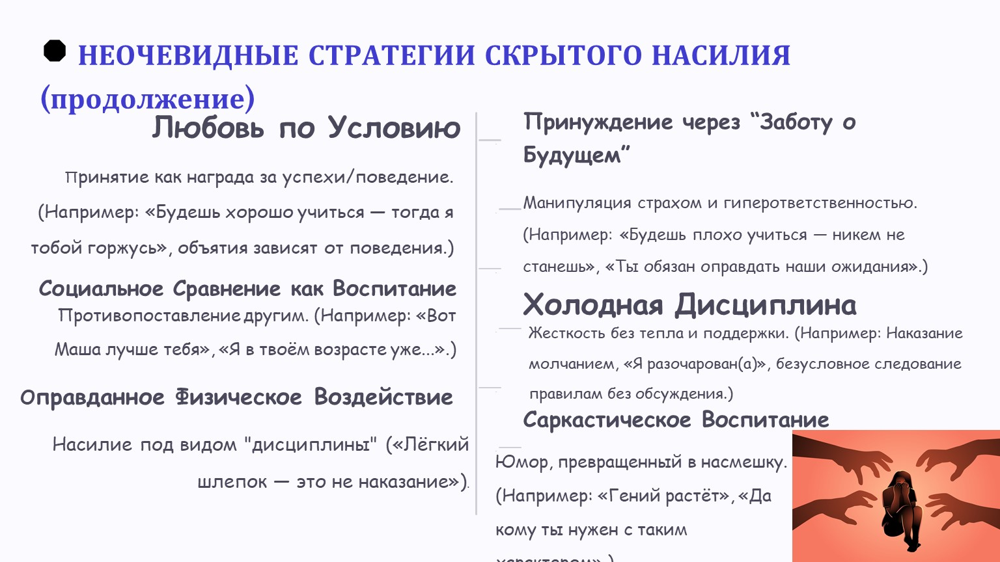 НЕОЧЕВИДНЫЕ СТРАТЕГИИ СКРЫТОГО НАСИЛИЯ
(продолжение)
Любовь по Условию
Принятие как награда за успехи/поведение.
(Например: «Будешь хорошо учиться — тогда я
тобой горжусь», объятия зависят от поведения.)
Социальное Сравнение как Воспитание
Противопоставление другим. (Например: «Вот
Маша лучше тебя», «Я в твоём возрасте уже...».)
Оправданное Физическое Воздействие
Насилие под видом "дисциплины" («Лёгкий
шлепок — это не наказание»).
Принуждение через “Заботу о
Будущем”
Манипуляция страхом и гиперответственностью.
(Например: «Будешь плохо учиться — никем не
станешь», «Ты обязан оправдать наши ожидания».)
Холодная Дисциплина
Жесткость без тепла и поддержки. (Например: Наказание
молчанием, «Я разочарован(а)», безусловное следование
правилам без обсуждения.)
Саркастическое Воспитание
Юмор, превращенный в насмешку.
(Например: «Гений растёт», «Да
кому ты нужен с таким
характером».)